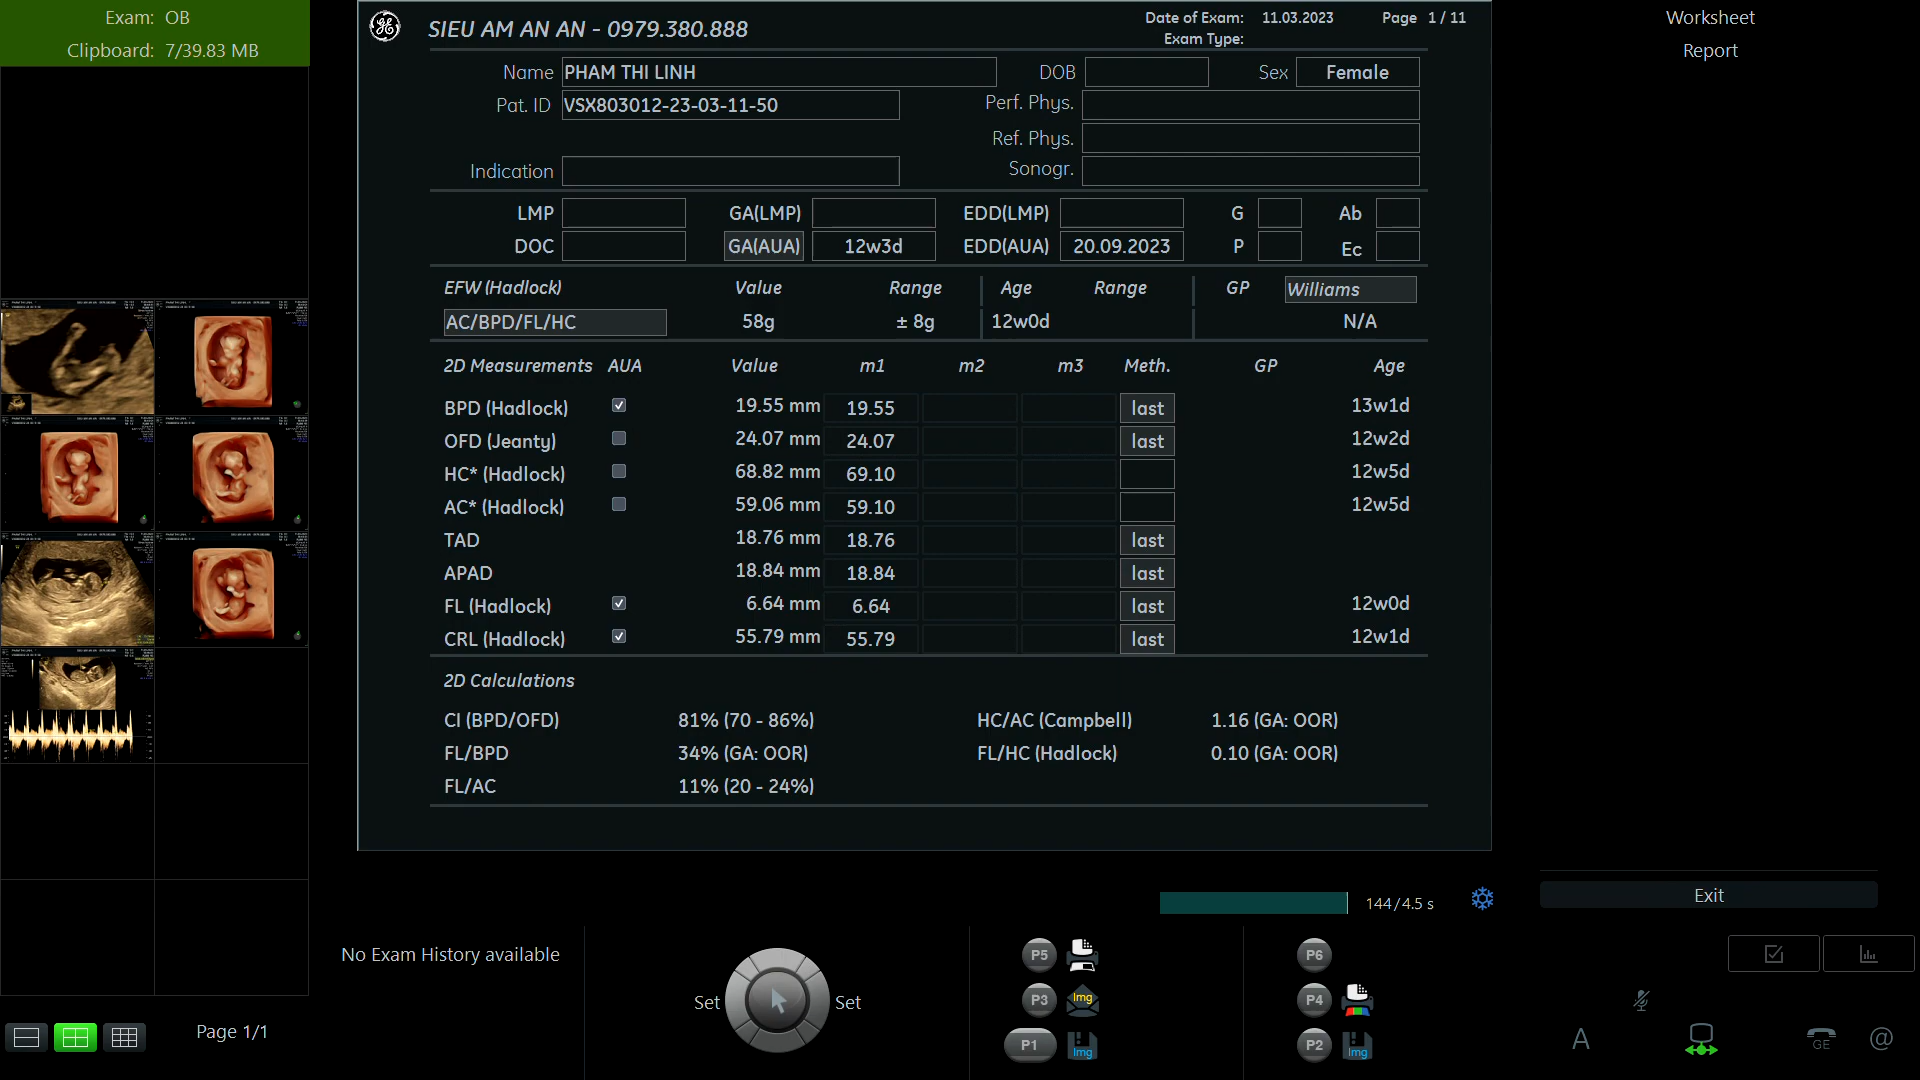 Exam: OB
Clipboard: 7/39.83 MB
SIEU AM AN AN - 0979.380.888
Date of Exam: 11.03.2023 Page 1 / 11
Exam Type:
Name PHAM THI LINH DOB Sex Female
Pat. ID VSX803012-23-03-11-50 Perf. Phys.
Ref. Phys.
Indication Sonogr.
LMP GA(LMP) EDD(LMP) G Ab
DOC GA(AUA) 12w3d EDD(AUA) 20.09.2023 P Ec
EFW (Hadlock) Value Range Age Range GP Williams
AC/BPD/FL/HC 58g ± 8g 12w0d N/A
2D Measurements AUA Value m1 m2 m3 Meth. GP Age
BPD (Hadlock) 19.55 mm 19.55 last 13w1d
OFD (Jeanty) 24.07 mm 24.07 last 12w2d
HC* (Hadlock) 68.82 mm 69.10 12w5d
AC* (Hadlock) 59.06 mm 59.10 12w5d
TAD 18.76 mm 18.76 last
APAD 18.84 mm 18.84 last
FL (Hadlock) 6.64 mm 6.64 last 12w0d
CRL (Hadlock) 55.79 mm 55.79 last 12w1d
2D Calculations
CI (BPD/OFD) 81% (70 - 86%) HC/AC (Campbell) 1.16 (GA: OOR)
FL/BPD 34% (GA: OOR) FL/HC (Hadlock) 0.10 (GA: OOR)
FL/AC 11% (20 - 24%)
Worksheet
Report
144/4.5 s
Exit
No Exam History available
Set Set
P5 P6
P3 Img P4
P1 Img P2 Img
Page 1/1
A GE @